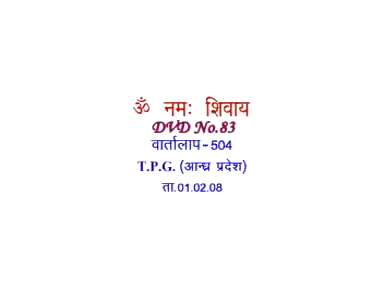 ॐ नमः शिवाय
DVD No.83
वार्तालाप-504
T.P.G. (आन्ध्र प्रदेश)
ता.01.02.08